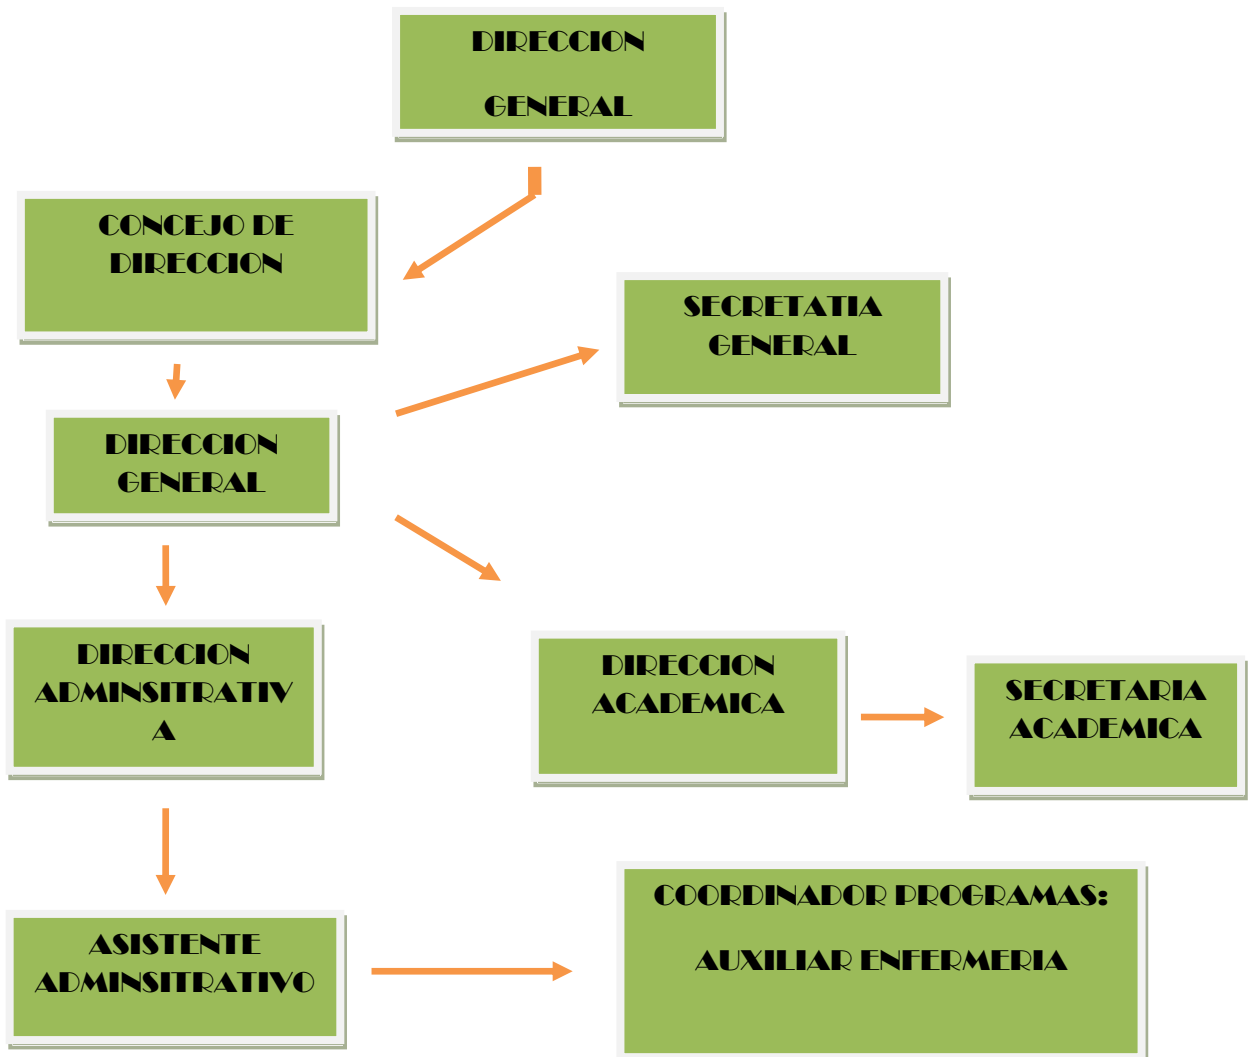 DIRECCION
GENERAL
CONCEJO DE
DIRECCION
SECRETATIA
GENERAL
DIRECCION
GENERAL
DIRECCION
ADMINSITRATIV
A
DIRECCION
ACADEMICA
SECRETARIA
ACADEMICA
ASISTENTE
ADMINSITRATIVO
COORDINADOR PROGRAMAS:
AUXILIAR ENFERMERIA